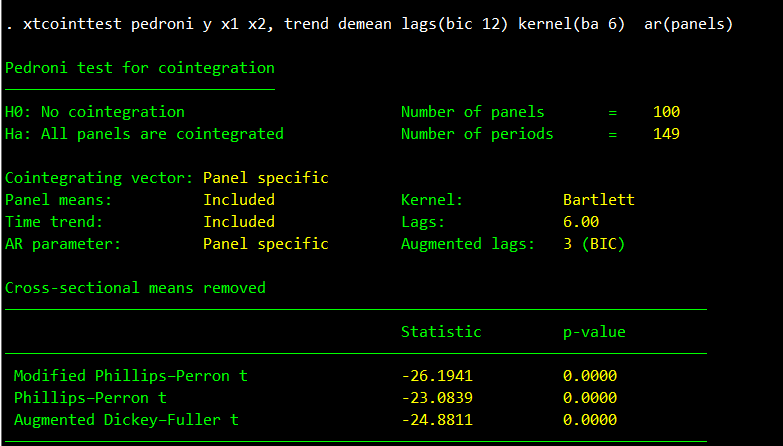 . xtcointtest pedroni y x1 x2, trend demean lags(bic 12) kernel(ba 6)  ar(panels)
Pedroni test for cointegration
H0: No cointegration Number of panels = 100
Ha: All panels are cointegrated Number of periods = 149
Cointegrating vector: Panel specific
Panel means: Included Kernel: Bartlett
Time trend: Included Lags: 6.00
AR parameter: Panel specific Augmented lags: 3 (BIC)
Cross-sectional means removed
Statistic p-value
Modified Phillips–Perron t -26.1941 0.0000
Phillips–Perron t -23.0839 0.0000
Augmented Dickey–Fuller t -24.8811 0.0000